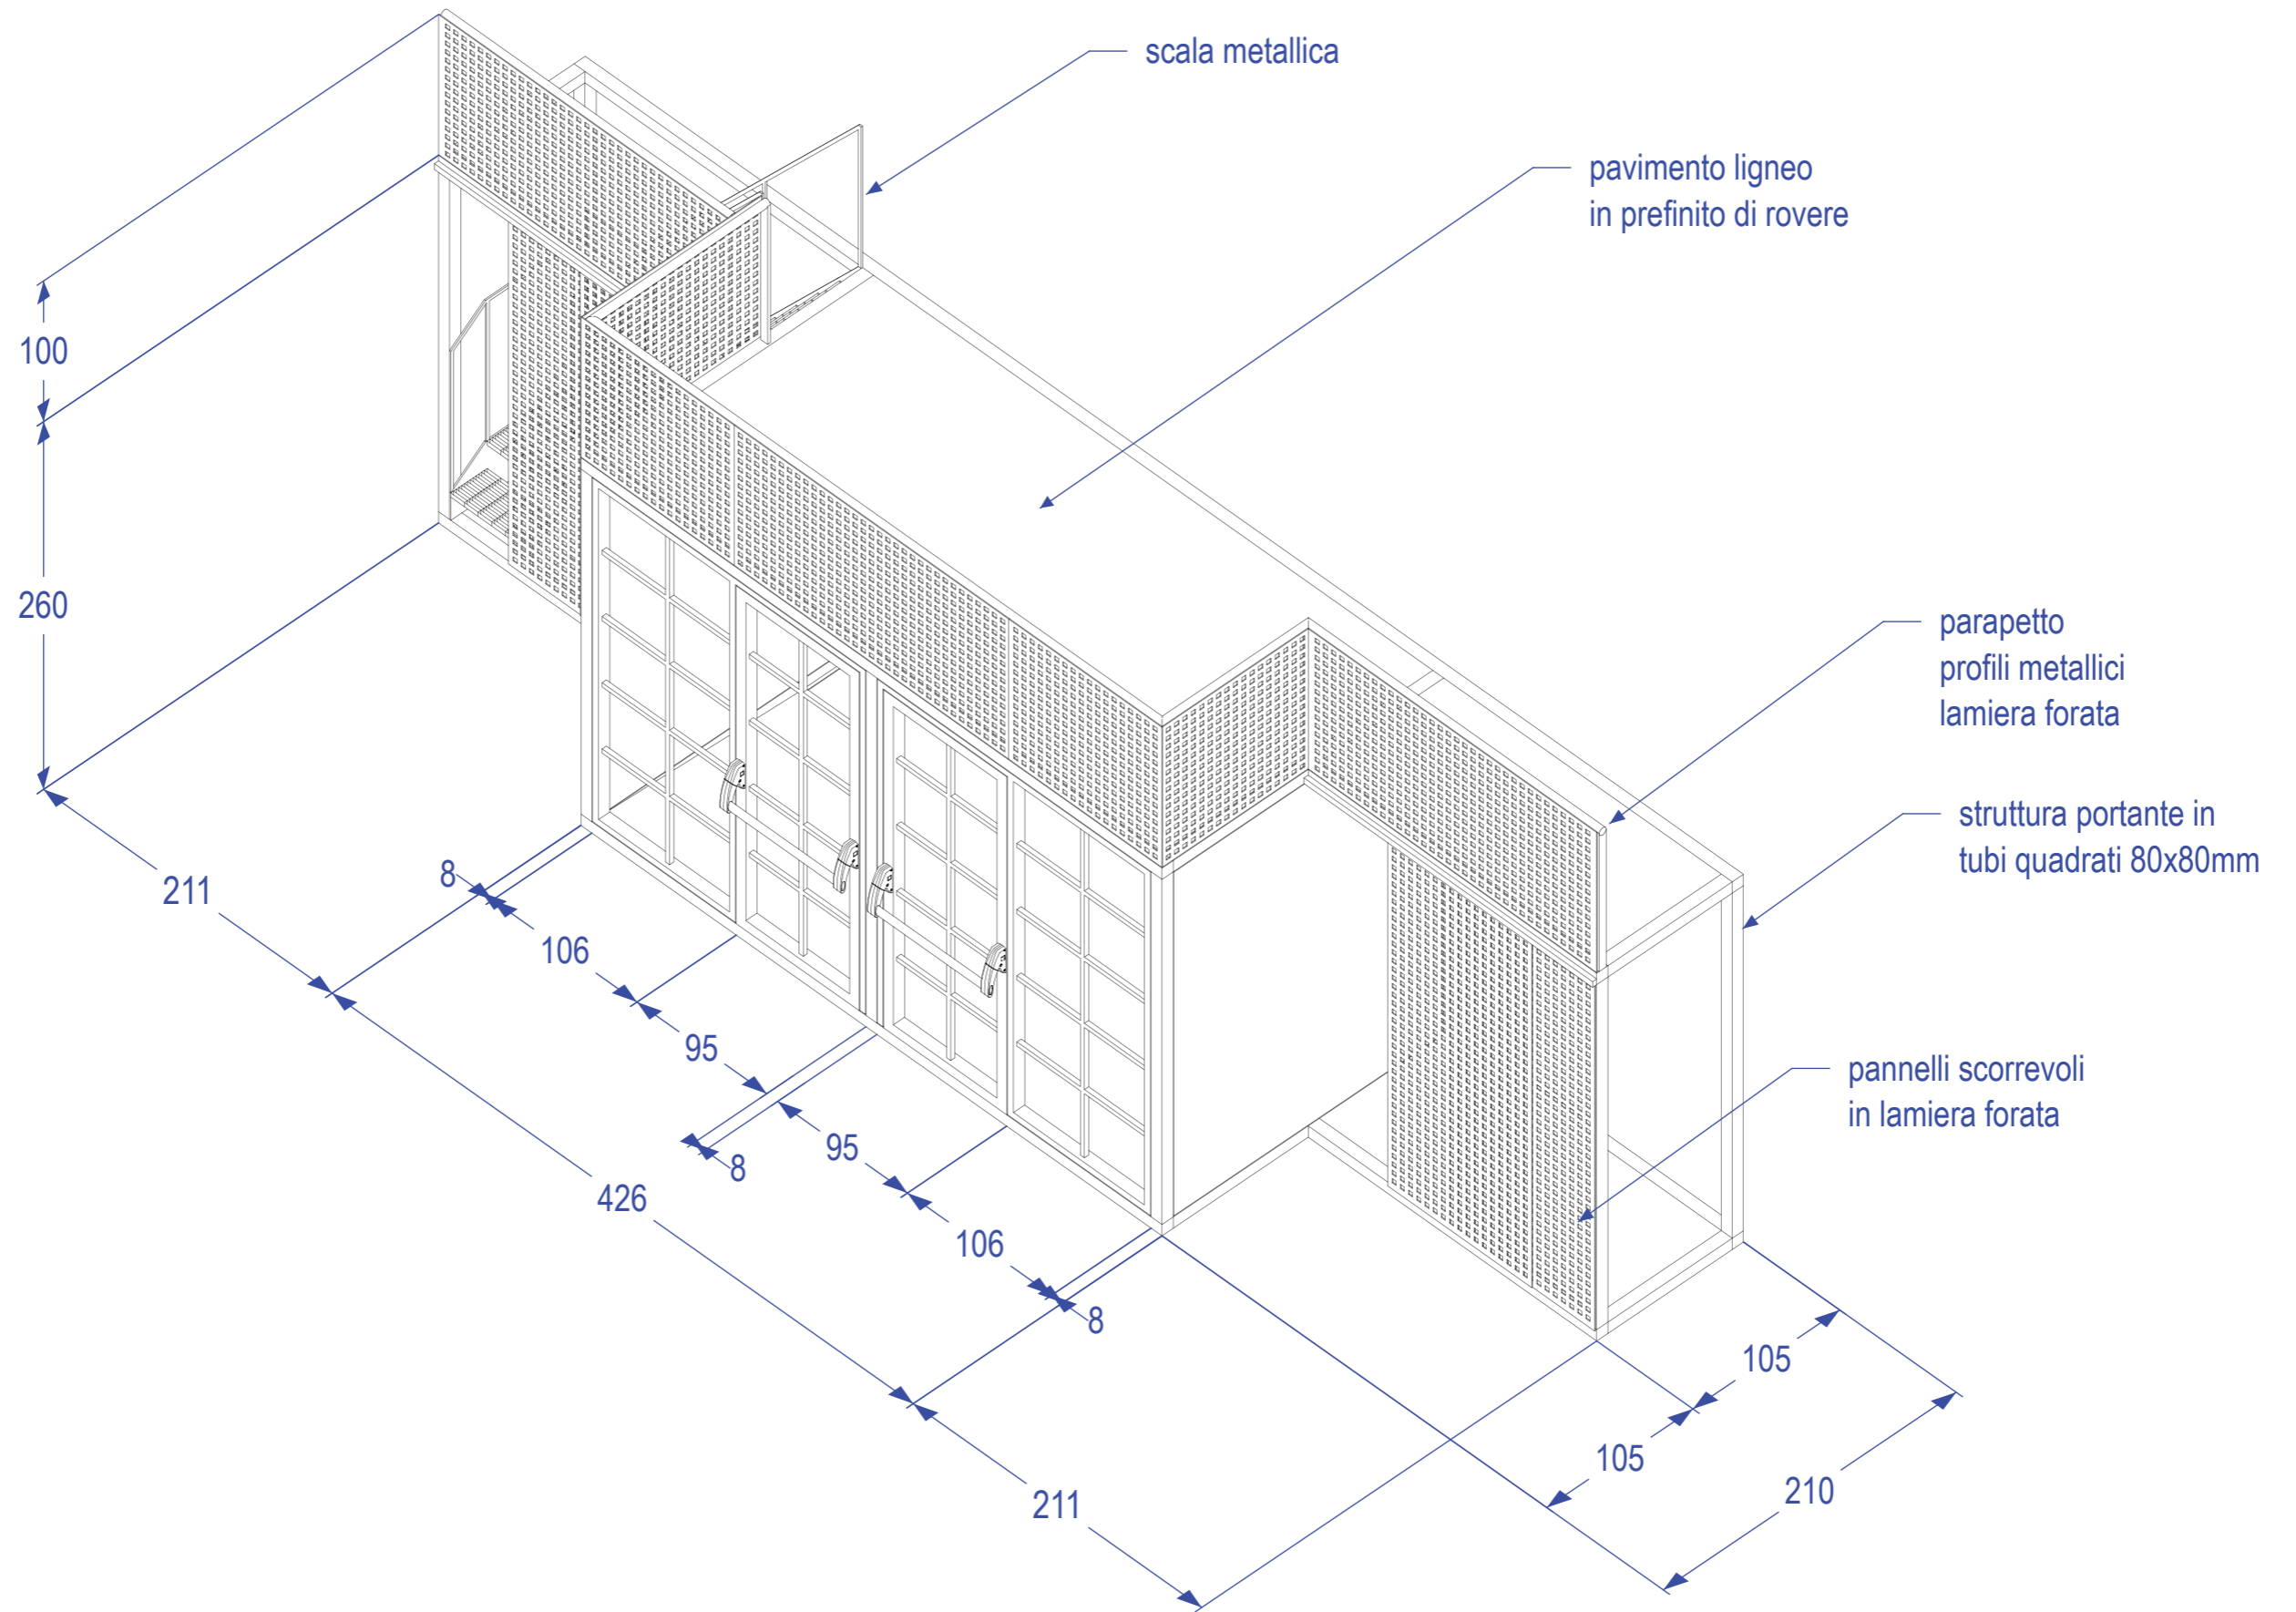 scala metallica
pavimento ligneo
in prefinito di rovere
100
260
parapetto
profili metallici
lamiera forata
struttura portante in
tubi quadrati 80x80mm
211
8
106
95
8
95
426
106
8
211
pannelli scorrevoli
in lamiera forata
105
105
210